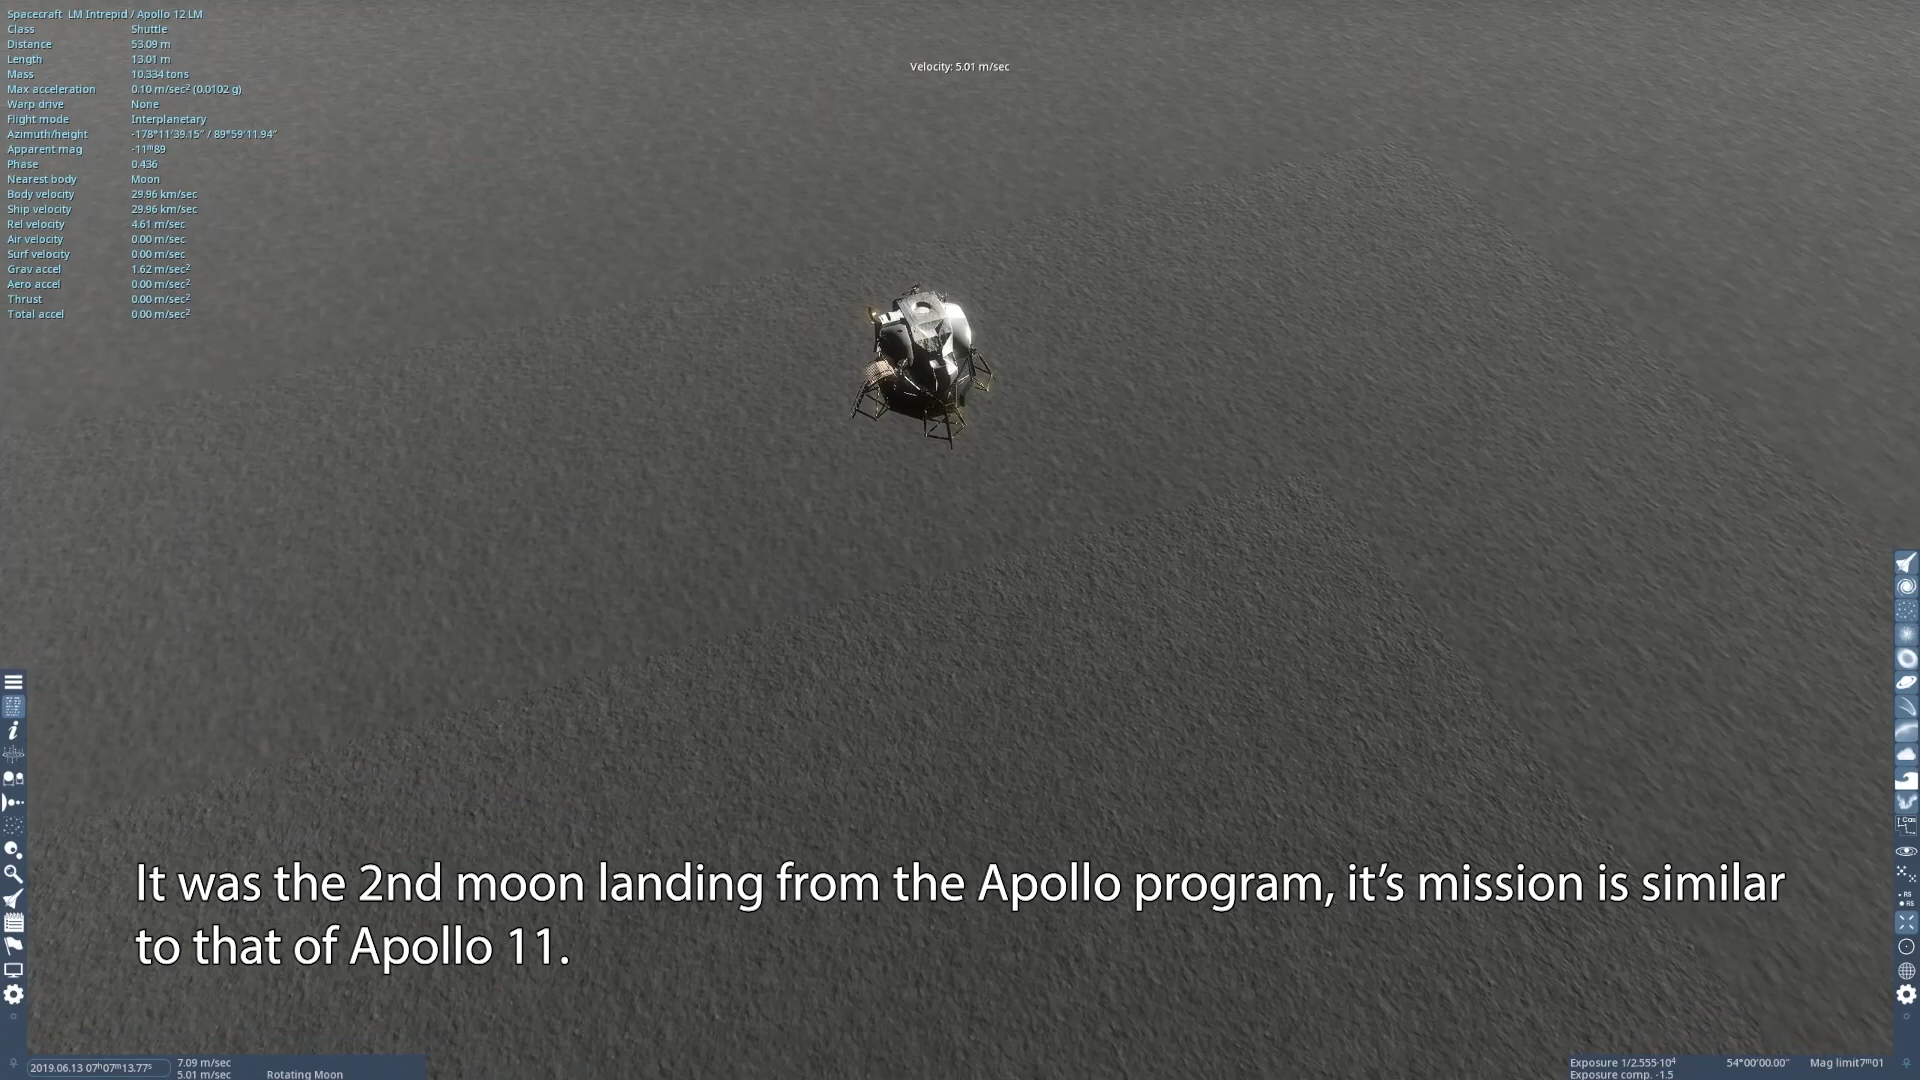 Spacecraft LM Intrepid / Apollo 12 LM
Class Shuttle
Distance 53.09 m
Length 13.01 m
Mass 10.334 tons
Max acceleration 0.10 m/sec² (0.0102 g)
Warp drive None
Flight mode Interplanetary
Azimuth/height -178°11'39.15" / 89°59'11.94"
Apparent mag -11ᵐ89
Phase 0.436
Nearest body Moon
Body velocity 29.96 km/sec
Ship velocity 29.96 km/sec
Rel velocity 4.61 m/sec
Air velocity 0.00 m/sec
Surf velocity 0.00 m/sec
Grav accel 1.62 m/sec²
Aero accel 0.00 m/sec²
Thrust 0.00 m/sec²
Total accel 0.00 m/sec²
Velocity: 5.01 m/sec
Cas
RS
RS
It was the 2nd moon landing from the Apollo program, it's mission is similar
to that of Apollo 11.
2019.06.13 07ʰ07ᵐ13.77ˢ
7.09 m/sec
5.01 m/sec Rotating Moon
Exposure 1/2.555·10⁴ 54°00'00.00" Mag limit 7ᵐ01
Exposure comp. -1.5